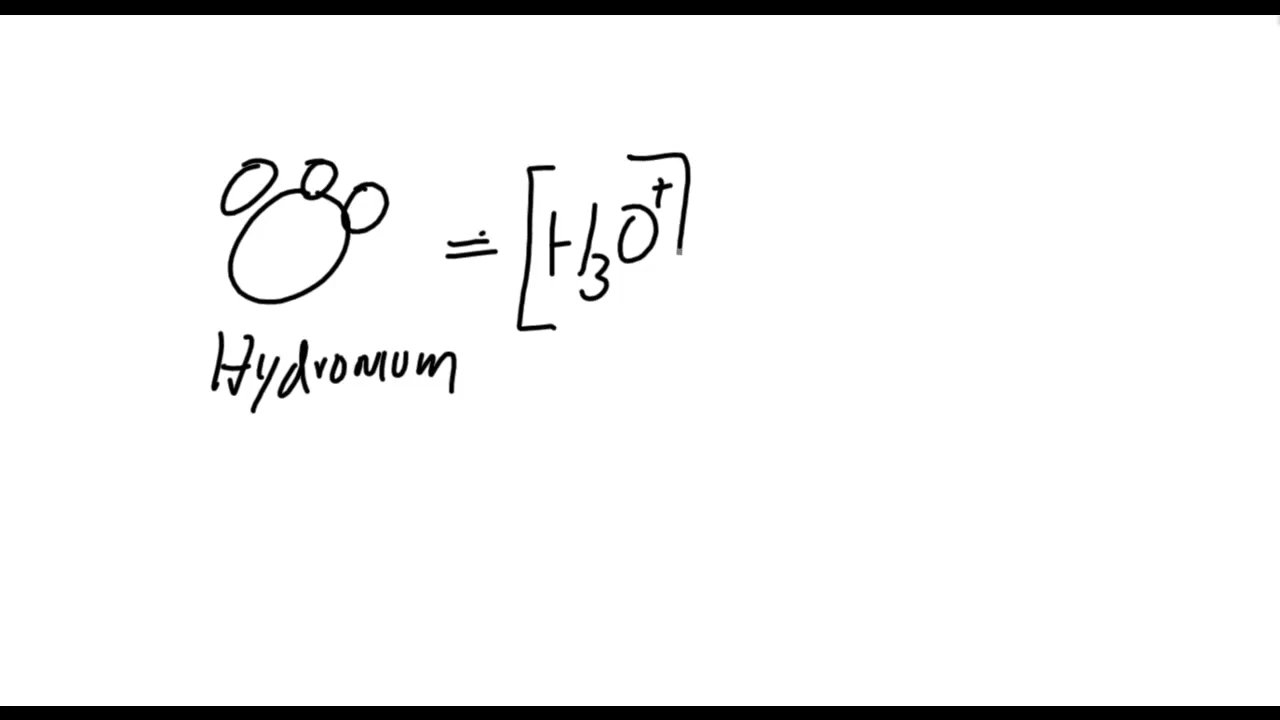 = [H₃O⁺]
Hydronium